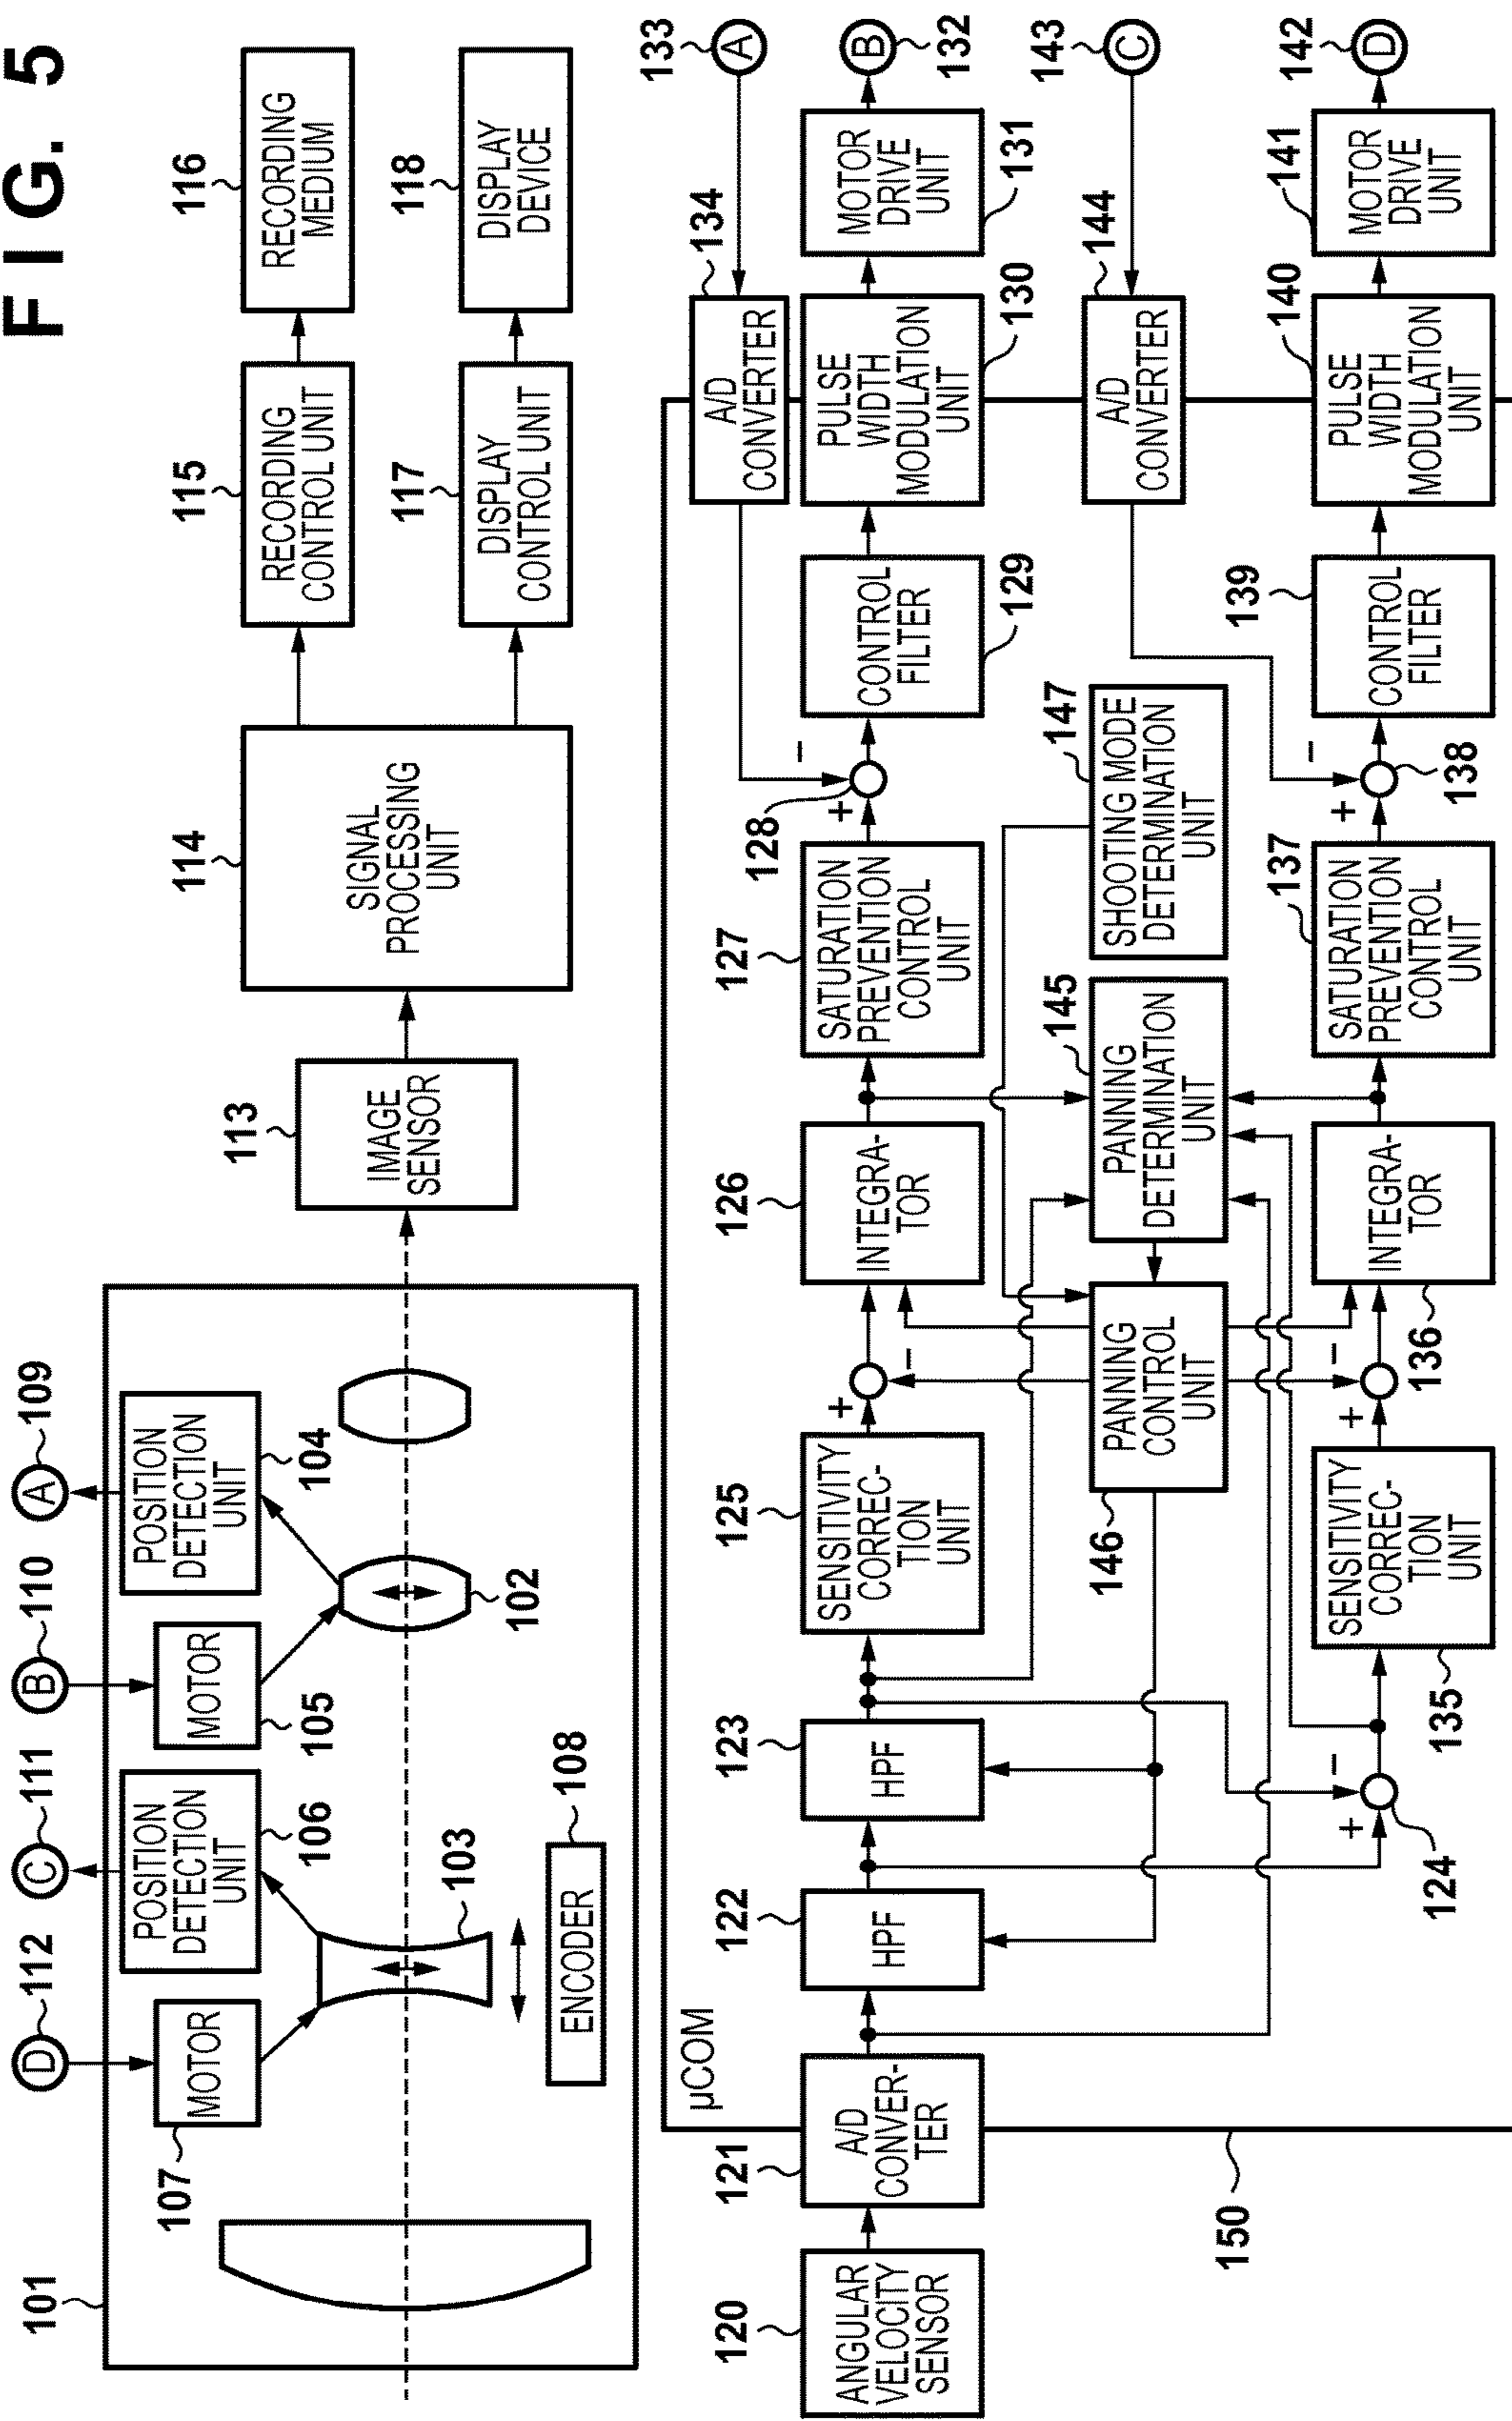 FIG. 5
101
D
112
C
111
B
110
A
109
107
MOTOR
POSITION
DETECTION
UNIT
106
105
MOTOR
POSITION
DETECTION
UNIT
104
103
102
ENCODER
108
113
IMAGE
SENSOR
114
SIGNAL
PROCESSING
UNIT
115
RECORDING
CONTROL UNIT
116
RECORDING
MEDIUM
117
DISPLAY
CONTROL UNIT
118
DISPLAY
DEVICE
µCOM
150
120
ANGULAR
VELOCITY
SENSOR
121
A/D
CONVER-
TER
122
HPF
123
HPF
125
SENSITIVITY
CORREC-
TION
UNIT
+
−
126
INTEGRA-
TOR
127
SATURATION
PREVENTION
CONTROL
UNIT
128
+
−
CONTROL
FILTER
129
A/D
CONVERTER
134
133
A
PULSE
WIDTH
MODULATION
UNIT
130
MOTOR
DRIVE
UNIT
131
B
132
146
PANNING
CONTROL
UNIT
145
PANNING
DETERMINATION
UNIT
147
SHOOTING MODE
DETERMINATION
UNIT
A/D
CONVERTER
144
143
C
124
+
−
135
SENSITIVITY
CORREC-
TION
UNIT
+
−
136
INTEGRA-
TOR
137
SATURATION
PREVENTION
CONTROL
UNIT
138
+
−
139
CONTROL
FILTER
140
PULSE
WIDTH
MODULATION
UNIT
141
MOTOR
DRIVE
UNIT
142
D